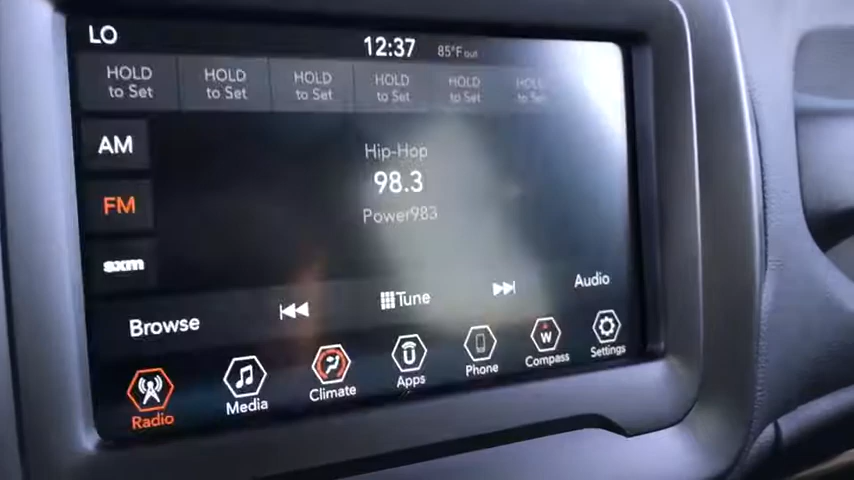 LO 12:37 85°F out
HOLD to Set HOLD to Set HOLD to Set HOLD to Set HOLD to Set HOLD to Set
AM
FM
sxm
Hip-Hop
98.3
Power983
Browse Tune Audio
Radio Media Climate Apps Phone W Compass Settings